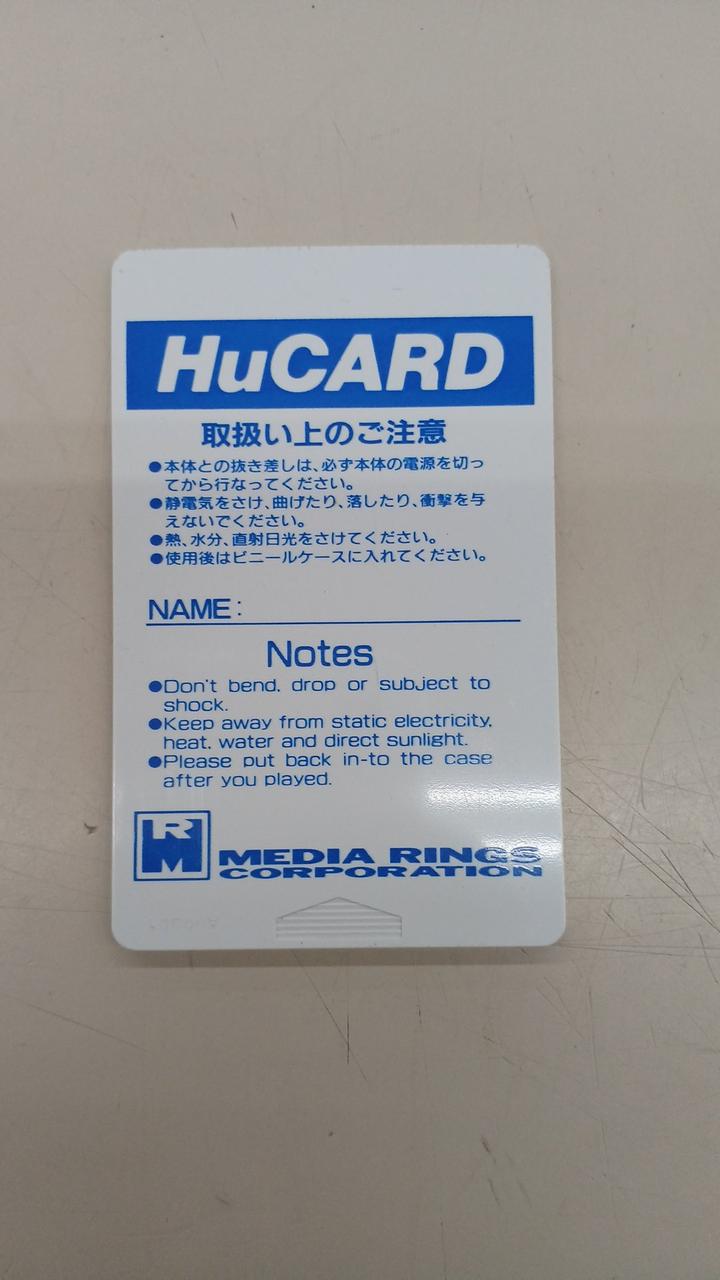 HuCARD
取扱い上のご注意
●本体との抜き差しは、必ず本体の電源を切っ
てから行なってください。
●静電気をさけ、曲げたり、落したり、衝撃を与
えないでください。
●熱、水分、直射日光をさけてください。
●使用後はビニールケースに入れてください。
NAME:
Notes
●Don't bend, drop or subject to
shock.
●Keep away from static electricity,
heat, water and direct sunlight.
●Please put back in-to the case
after you played.
RM
MEDIA RINGS
CORPORATION